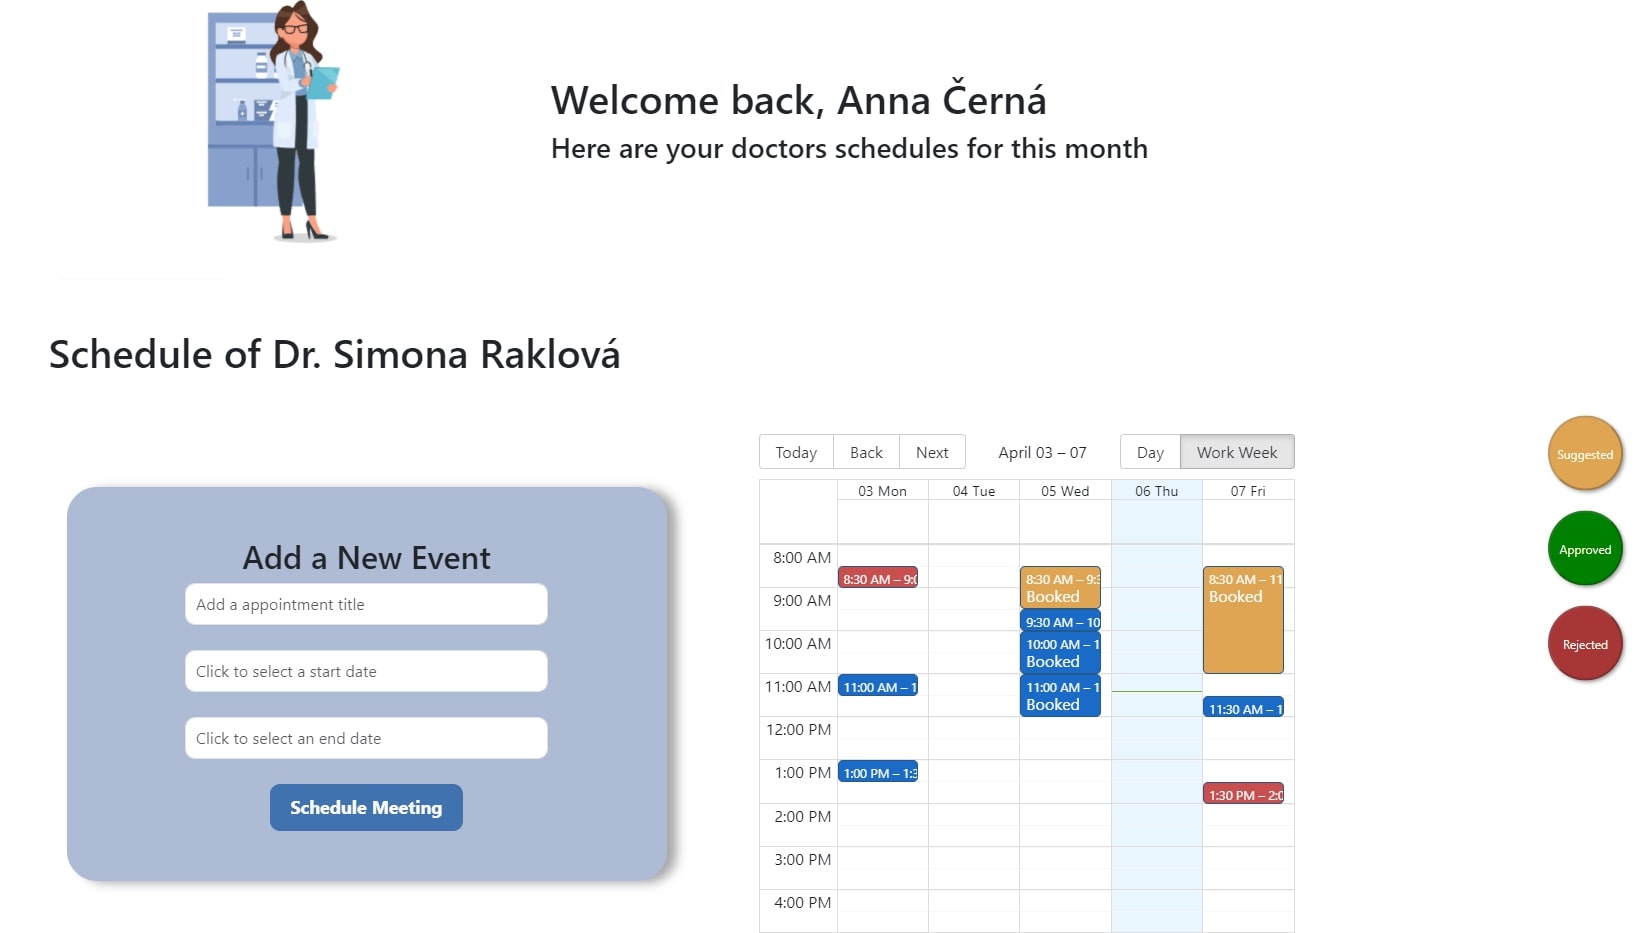 Welcome back, Anna Černá
Here are your doctors schedules for this month
Schedule of Dr. Simona Raklová
Add a New Event
Add a appointment title
Click to select a start date
Click to select an end date
Schedule Meeting
Today Back Next April 03 – 07 Day Work Week
03 Mon 04 Tue 05 Wed 06 Thu 07 Fri
8:00 AM
8:30 AM – 9:0 8:30 AM – 9:3 8:30 AM – 11
Booked Booked
9:00 AM
9:30 AM – 10
10:00 AM 10:00 AM – 1
Booked
11:00 AM 11:00 AM – 1 11:00 AM – 1
Booked
11:30 AM – 1
12:00 PM
1:00 PM 1:00 PM – 1:3
1:30 PM – 2:0
2:00 PM
3:00 PM
4:00 PM
Suggested
Approved
Rejected